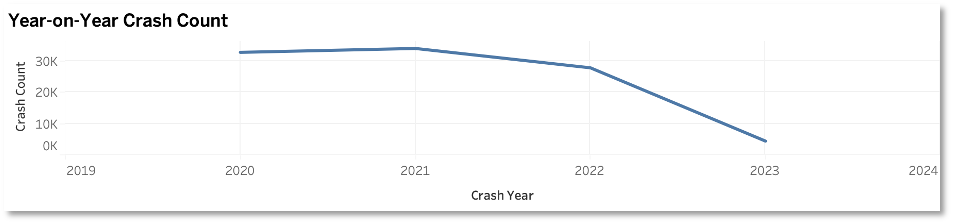 Year-on-Year Crash Count
Crash Count
30K
20K
10K
0K
2019 2020 2021 2022 2023 2024
Crash Year